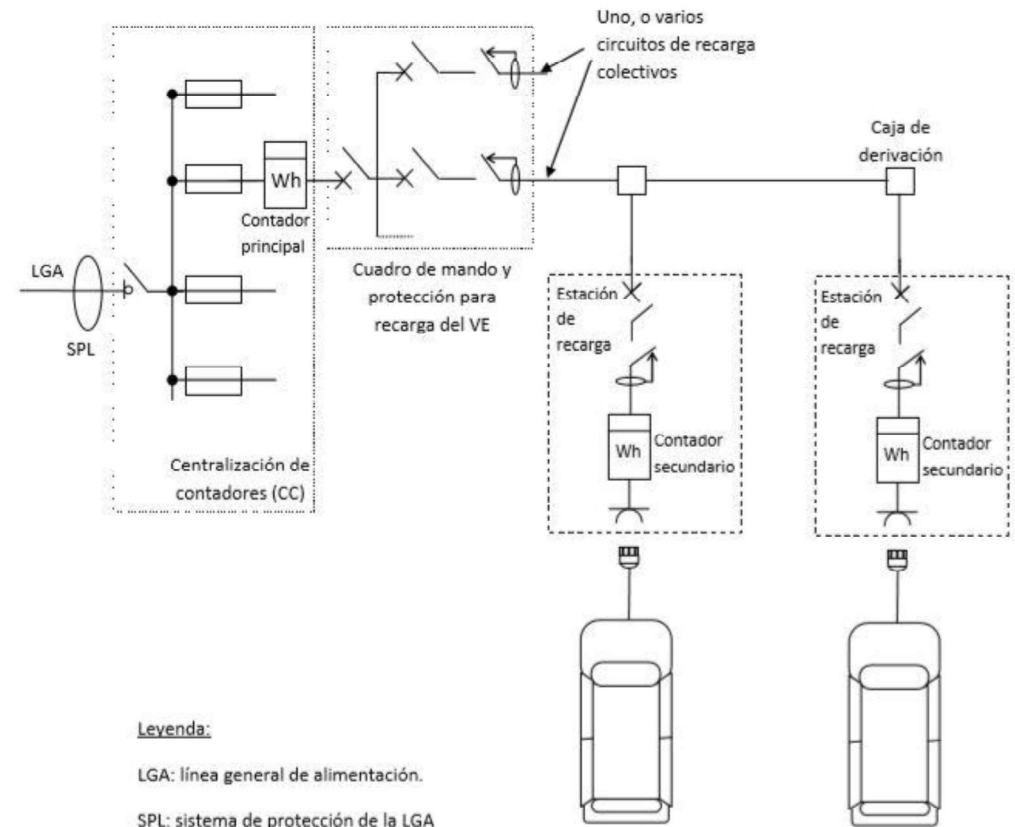 Uno, o varios
circuitos de recarga
colectivos
Caja de
derivación
Wh
Contador
principal
LGA
SPL
Cuadro de mando y
protección para
recarga del VE
Centralización de
contadores (CC)
Estación
de
recarga
Wh
Contador
secundario
Estación
de
recarga
Wh
Contador
secundario
Leyenda:
LGA: línea general de alimentación.
SPL: sistema de protección de la LGA